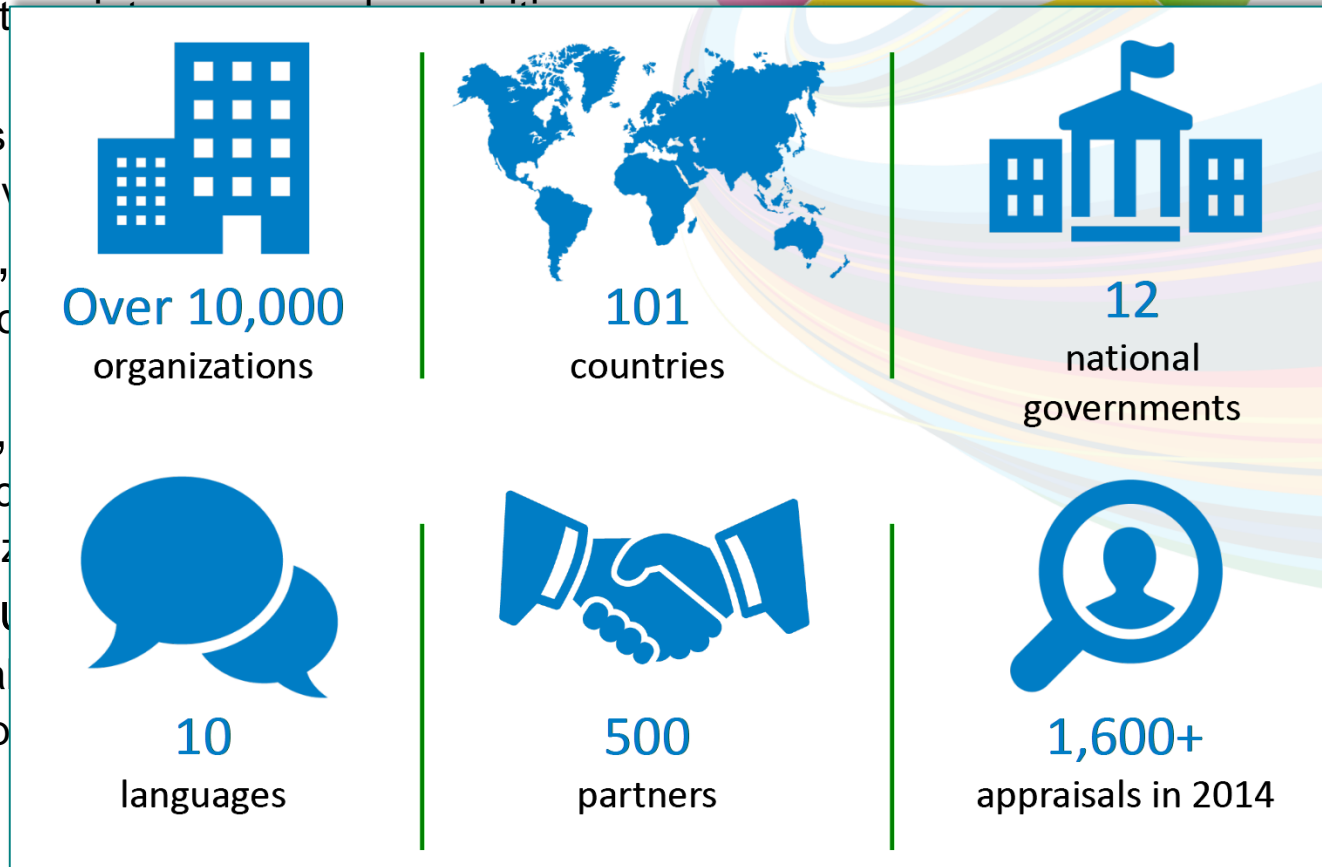 Over 10,000
organizations
101
countries
12
national
governments
10
languages
500
partners
1,600+
appraisals in 2014